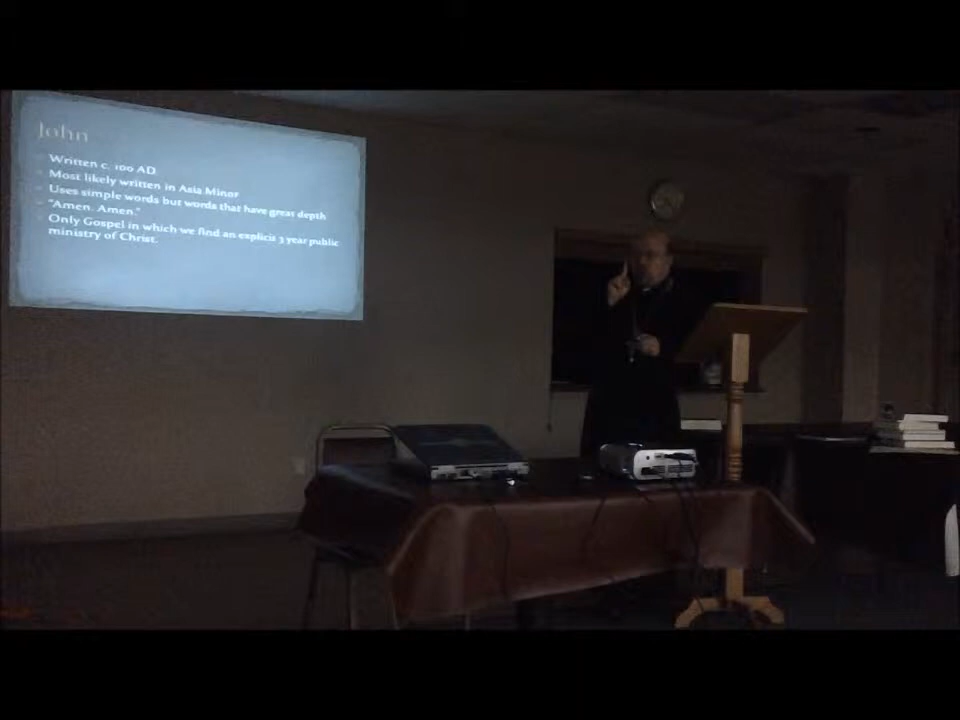 John
Written c. 100 AD
Most likely written in Asia Minor
Uses simple words but words that have great depth
"Amen. Amen."
Only Gospel in which we find an explicis 3 year public
ministry of Christ.